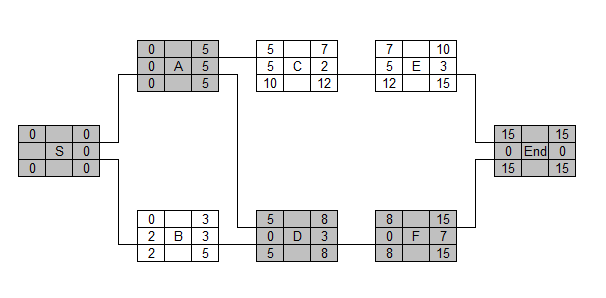 0 5
0 A 5
0 5
5 7
5 C 2
10 12
7 10
5 E 3
12 15
0 0
S 0
0 0
15 15
0 End 0
15 15
0 3
2 B 3
2 5
5 8
0 D 3
5 8
8 15
0 F 7
8 15